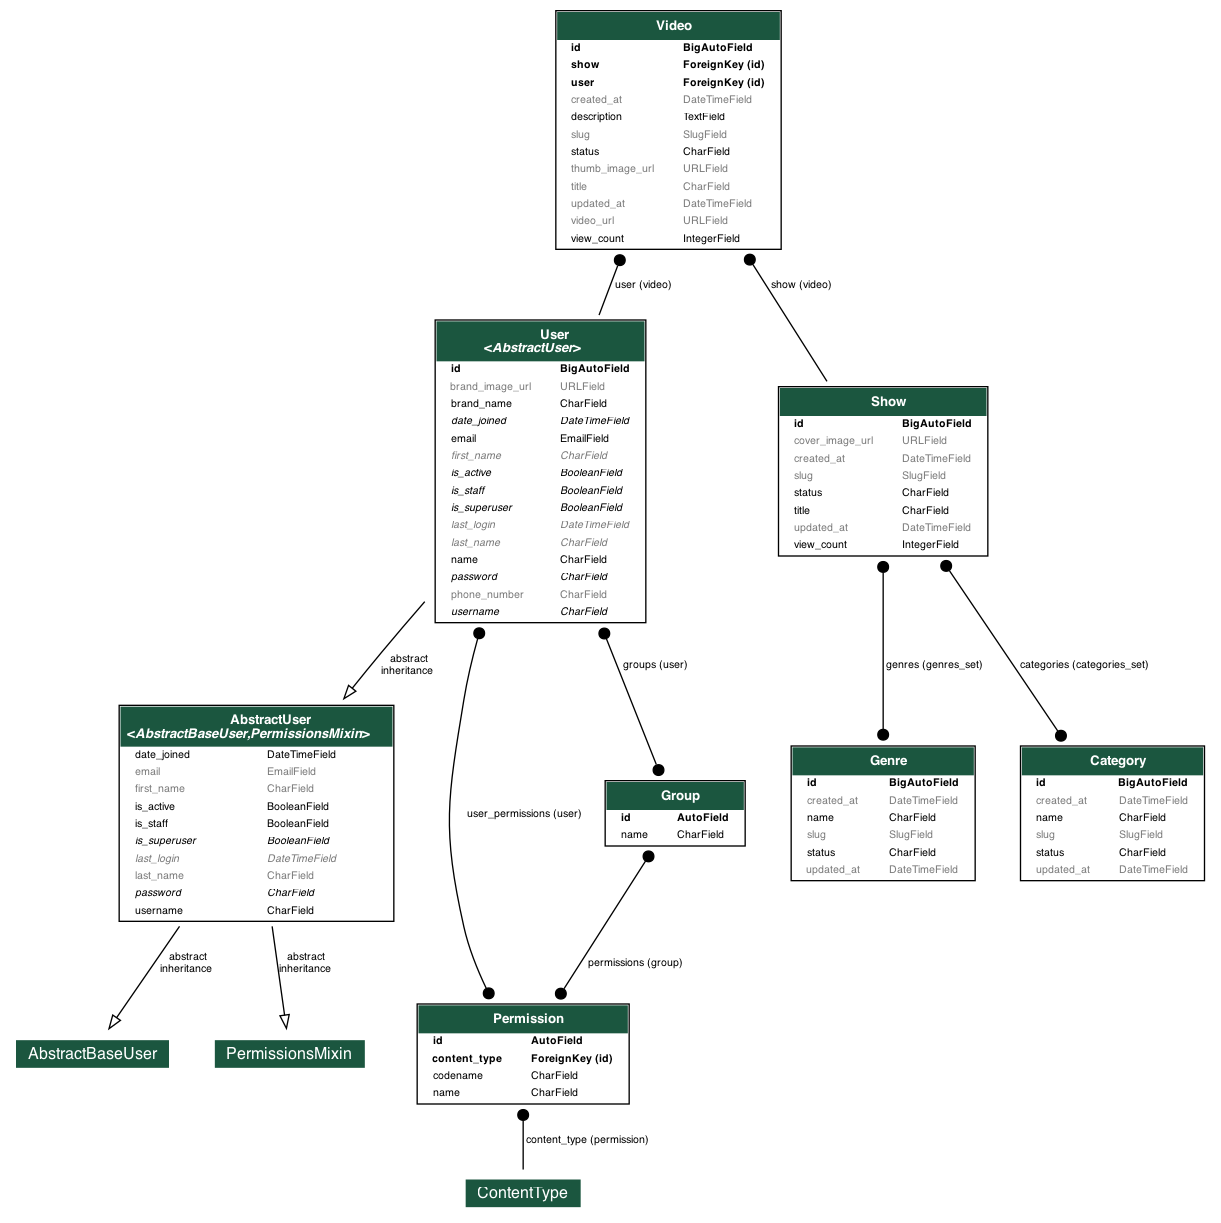 Video
id BigAutoField
show ForeignKey (id)
user ForeignKey (id)
created_at DateTimeField
description TextField
slug SlugField
status CharField
thumb_image_url URLField
title CharField
updated_at DateTimeField
video_url URLField
view_count IntegerField
user (video)
show (video)
User
<AbstractUser>
id BigAutoField
brand_image_url URLField
brand_name CharField
date_joined DateTimeField
email EmailField
first_name CharField
is_active BooleanField
is_staff BooleanField
is_superuser BooleanField
last_login DateTimeField
last_name CharField
name CharField
password CharField
phone_number CharField
username CharField
Show
id BigAutoField
cover_image_url URLField
created_at DateTimeField
slug SlugField
status CharField
title CharField
updated_at DateTimeField
view_count IntegerField
abstract
inheritance
groups (user)
genres (genres_set)
categories (categories_set)
AbstractUser
<AbstractBaseUser,PermissionsMixin>
date_joined DateTimeField
email EmailField
first_name CharField
is_active BooleanField
is_staff BooleanField
is_superuser BooleanField
last_login DateTimeField
last_name CharField
password CharField
username CharField
user_permissions (user)
Group
id AutoField
name CharField
Genre
id BigAutoField
created_at DateTimeField
name CharField
slug SlugField
status CharField
updated_at DateTimeField
Category
id BigAutoField
created_at DateTimeField
name CharField
slug SlugField
status CharField
updated_at DateTimeField
abstract
inheritance
abstract
inheritance
permissions (group)
AbstractBaseUser
PermissionsMixin
Permission
id AutoField
content_type ForeignKey (id)
codename CharField
name CharField
content_type (permission)
ContentType